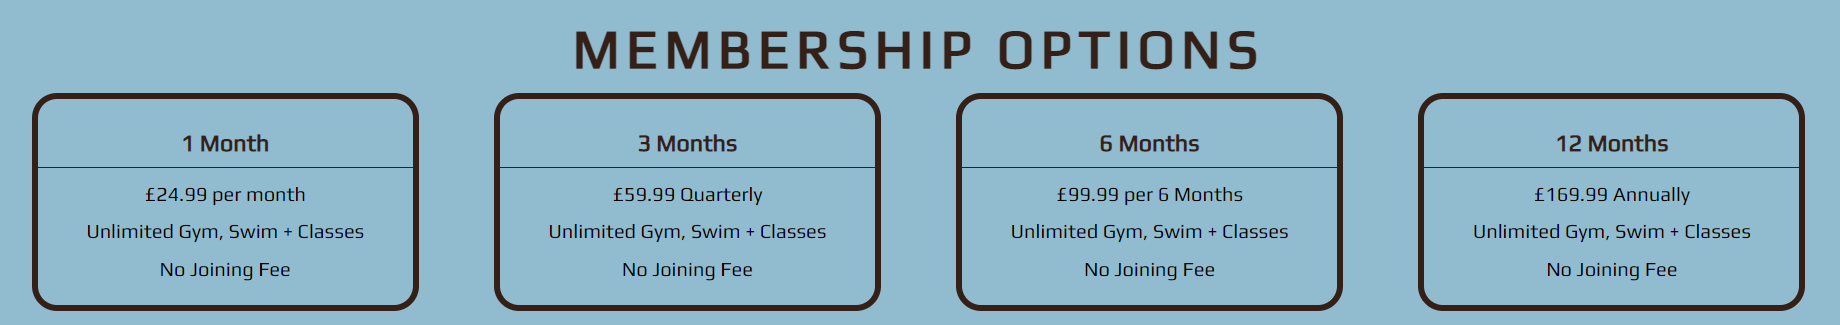 MEMBERSHIP OPTIONS
1 Month
£24.99 per month
Unlimited Gym, Swim + Classes
No Joining Fee
3 Months
£59.99 Quarterly
Unlimited Gym, Swim + Classes
No Joining Fee
6 Months
£99.99 per 6 Months
Unlimited Gym, Swim + Classes
No Joining Fee
12 Months
£169.99 Annually
Unlimited Gym, Swim + Classes
No Joining Fee